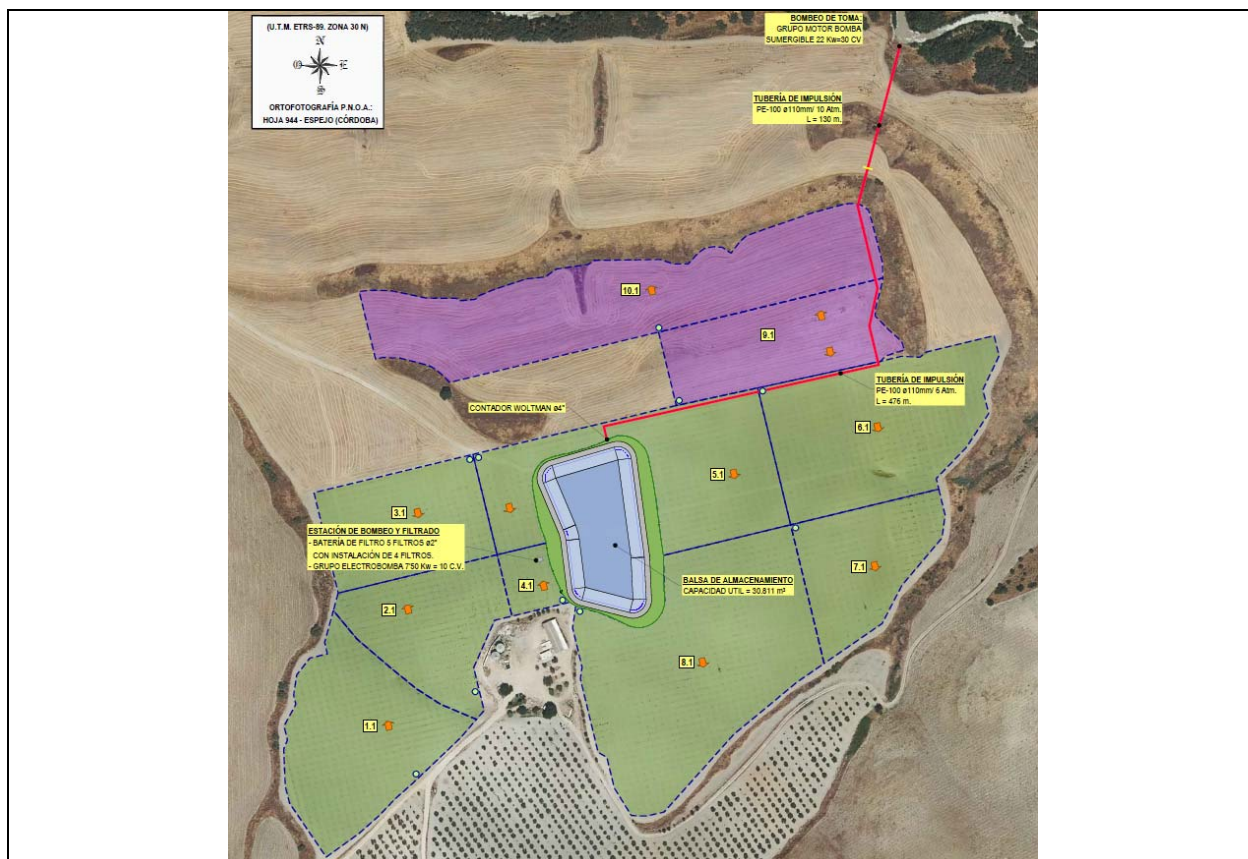 (U.T.M. ETRS-89. ZONA 30 N)
N
O
E
S
ORTOFOTOGRAFÍA P.N.O.A.:
HOJA 944 - ESPEJO (CÓRDOBA)
BOMBEO DE TOMA:
GRUPO MOTOR BOMBA
SUMERGIBLE 22 Kw=30 CV
TUBERÍA DE IMPULSIÓN
PE-100 ø110mm/ 10 Atm.
L = 130 m.
10.1
9.1
TUBERÍA DE IMPULSIÓN
PE-100 ø110mm/ 6 Atm.
L = 476 m.
CONTADOR WOLTMAN ø4"
6.1
5.1
3.1
ESTACIÓN DE BOMBEO Y FILTRADO
- BATERÍA DE FILTRO 5 FILTROS ø2"
CON INSTALACIÓN DE 4 FILTROS.
- GRUPO ELECTROBOMBA 7'50 Kw = 10 C.V.
7.1
BALSA DE ALMACENAMIENTO
CAPACIDAD UTIL = 30.811 m³
4.1
2.1
8.1
1.1